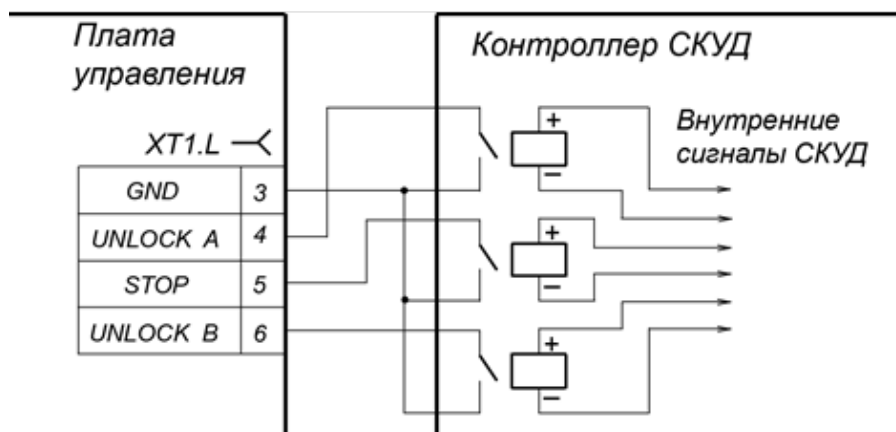 Плата
управления
Контроллер СКУД
XT1.L
GND 3
UNLOCK A 4
STOP 5
UNLOCK B 6
+
−
+
−
+
−
Внутренние
сигналы СКУД